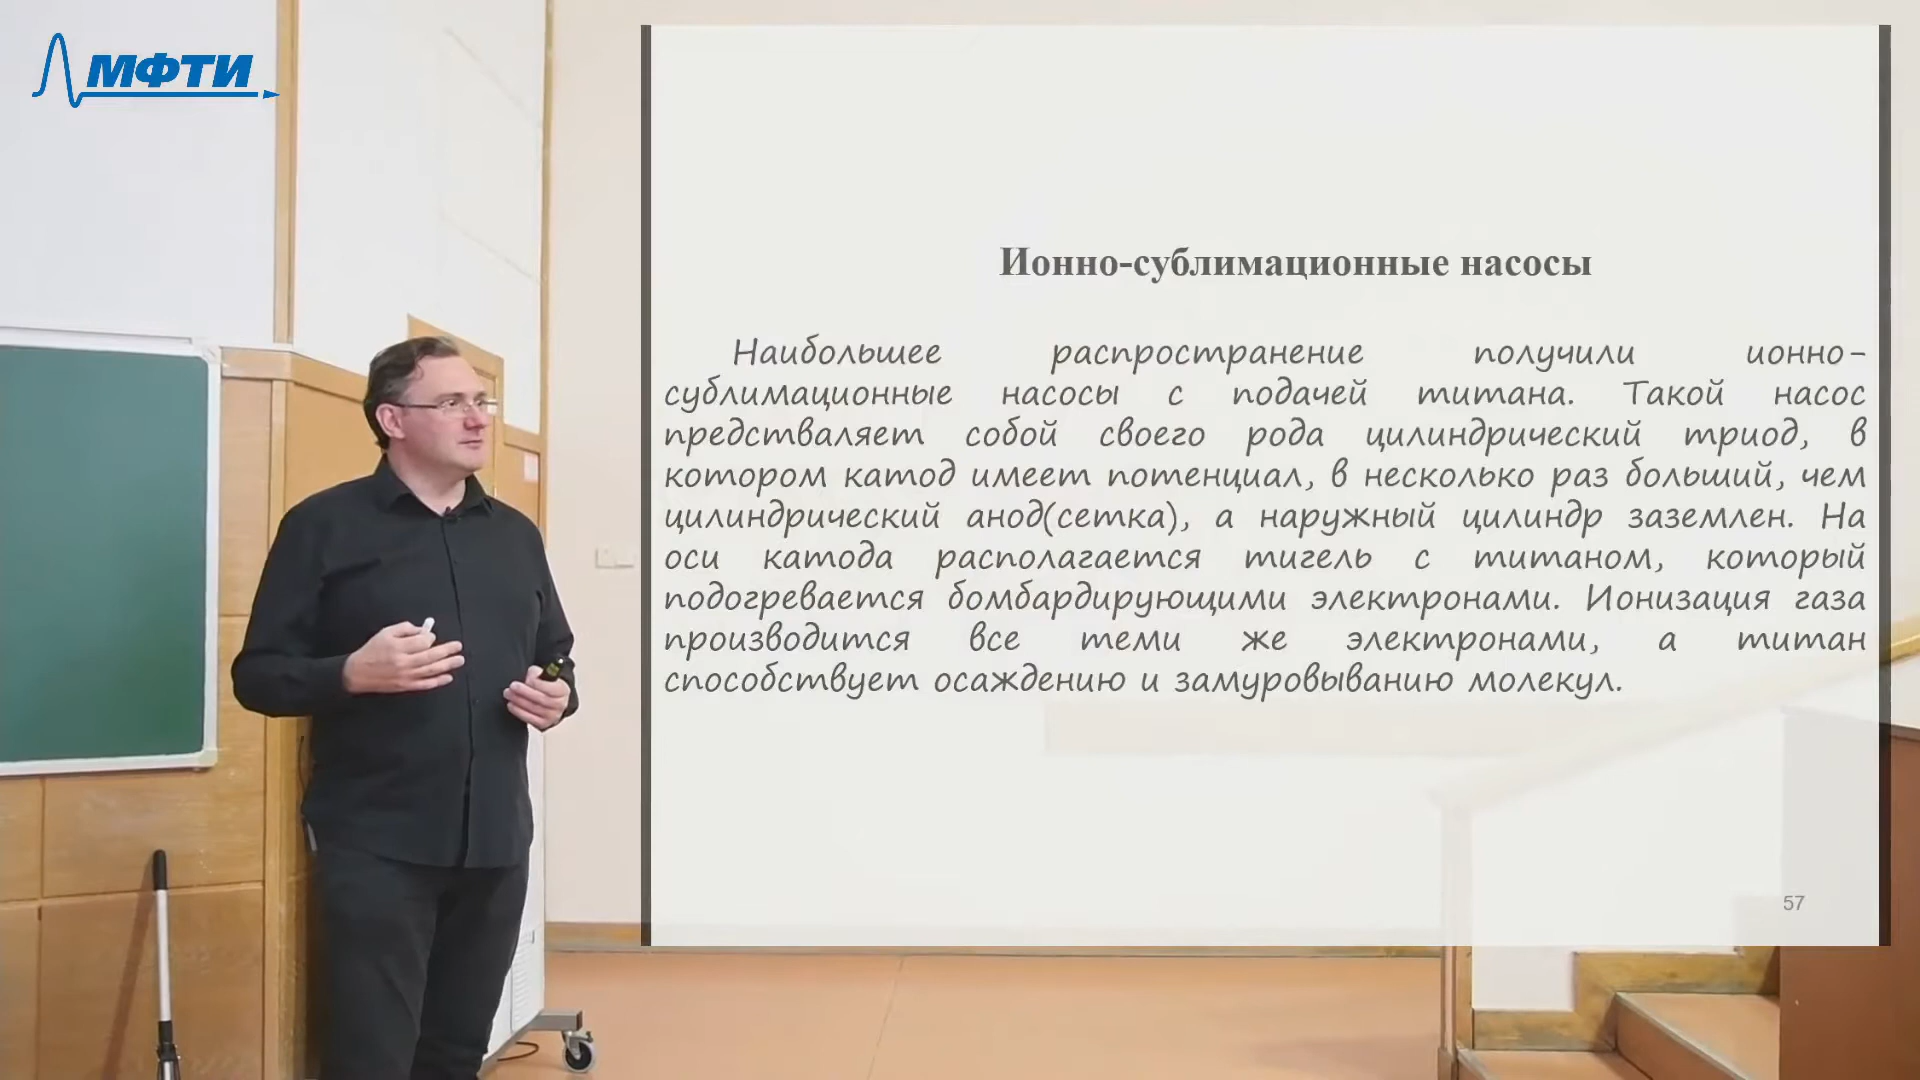 МФТИ
Ионно-сублимационные насосы
Наибольшее распространение получили ионно-
сублимационные насосы с подачей титана. Такой насос
предстваляет собой своего рода цилиндрический триод, в
котором катод имеет потенциал, в несколько раз больший, чем
цилиндрический анод(сетка), а наружный цилиндр заземлен. На
оси катода располагается тигель с титаном, который
подогревается бомбардирующими электронами. Ионизация газа
производится все теми же электронами, а титан
способствует осаждению и замуровыванию молекул.
57